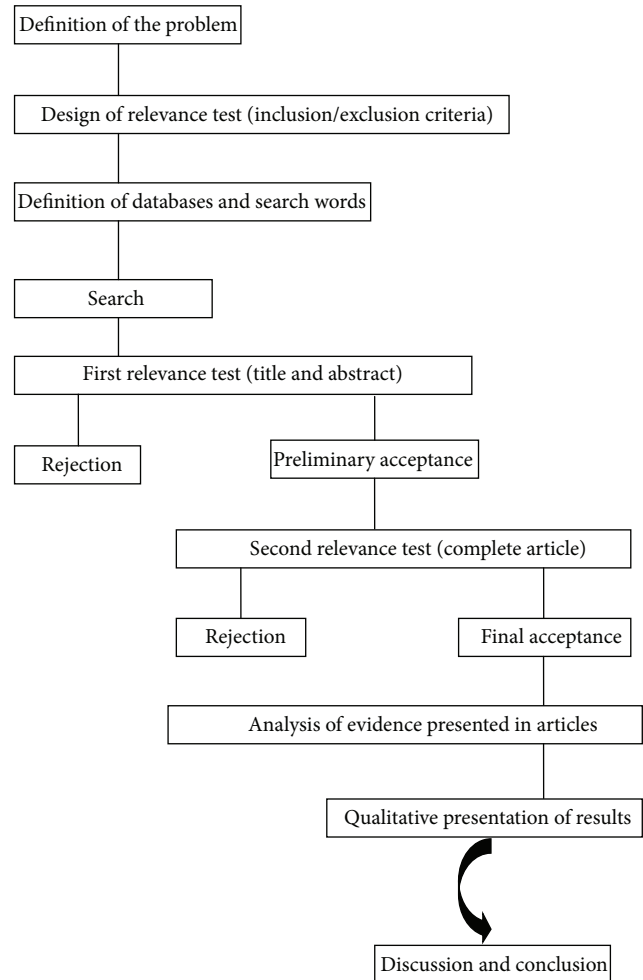 Definition of the problem
Design of relevance test (inclusion/exclusion criteria)
Definition of databases and search words
Search
First relevance test (title and abstract)
Rejection
Preliminary acceptance
Second relevance test (complete article)
Rejection
Final acceptance
Analysis of evidence presented in articles
Qualitative presentation of results
Discussion and conclusion